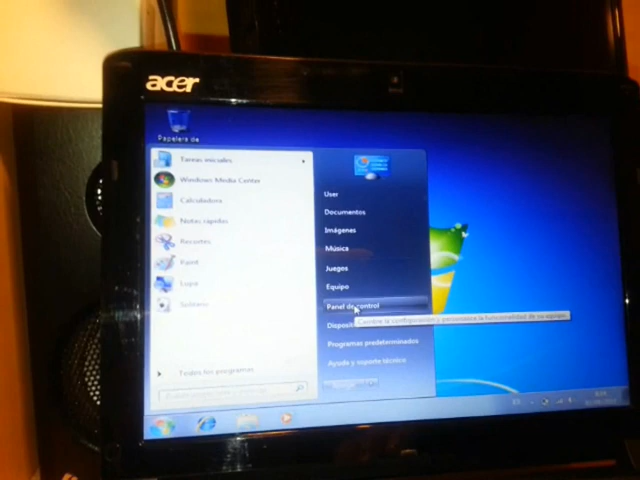 acer
Papelera de
Tareas iniciales
Windows Media Center
Calculadora
Notas rápidas
Recortes
Paint
Lupa
Solitario
Todos los programas
User
Documentos
Imágenes
Música
Juegos
Equipo
Panel de control
Cambie la configuración y personalice la funcionalidad de su equipo.
Disposit
Programas predeterminados
Ayuda y soporte técnico
ES